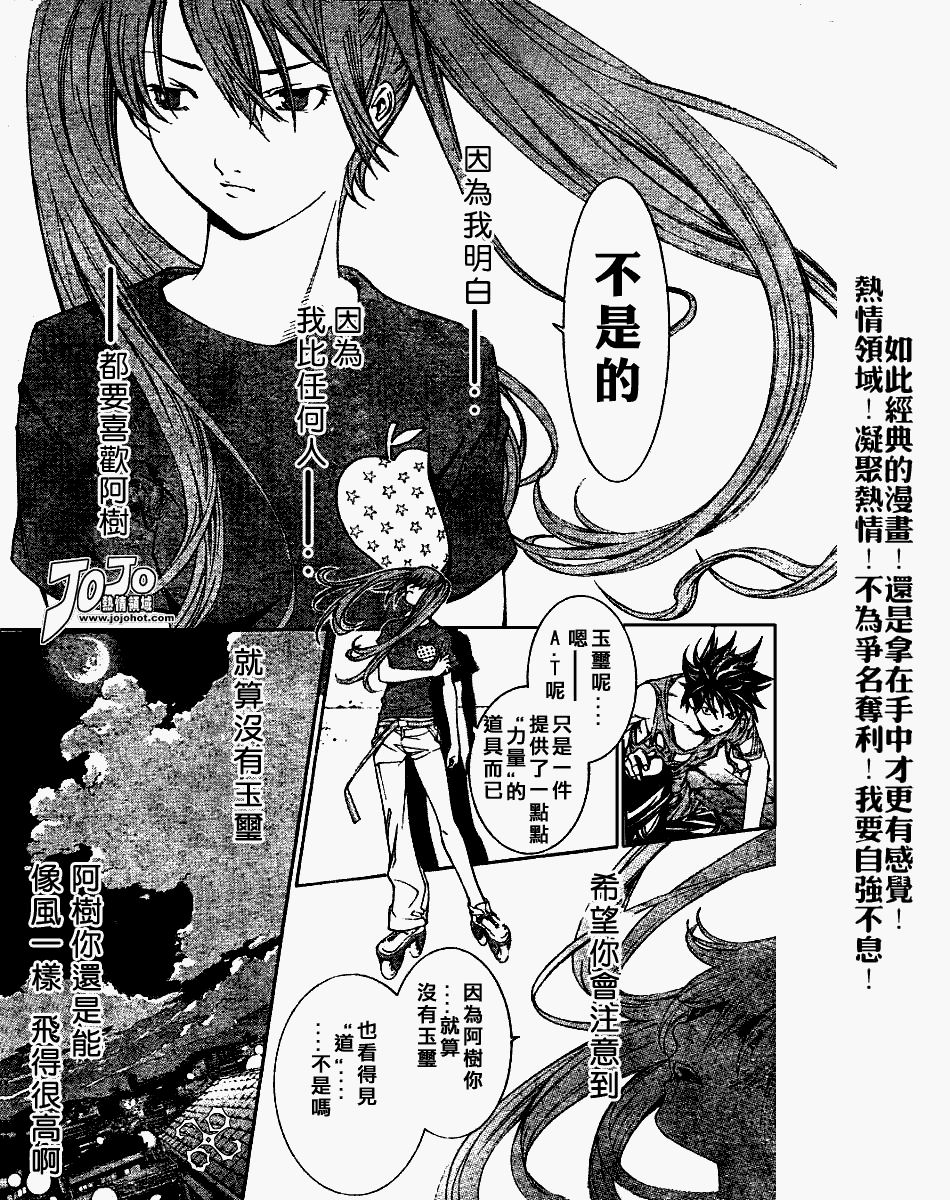 不是的
因為我明白──‥
因為
我比任何人──‥
──都要喜歡阿樹
JoJo
熱情領域
www.jojohot.com
玉璽呢‥‥
嗯──
A.T呢
只是一件
提供了一點點
“力量“的
道具而已
就算沒有玉璽
阿樹你還是能
像風一樣 飛得很高啊
希望你會注意到
因為阿樹你
‥‥就算
沒有玉璽
也看得見
“道“‥‥
‥‥不是嗎
如此經典的漫畫！還是拿在手中才更有感覺！
熱情領域！凝聚熱情！不為爭名奪利！我要自強不息！